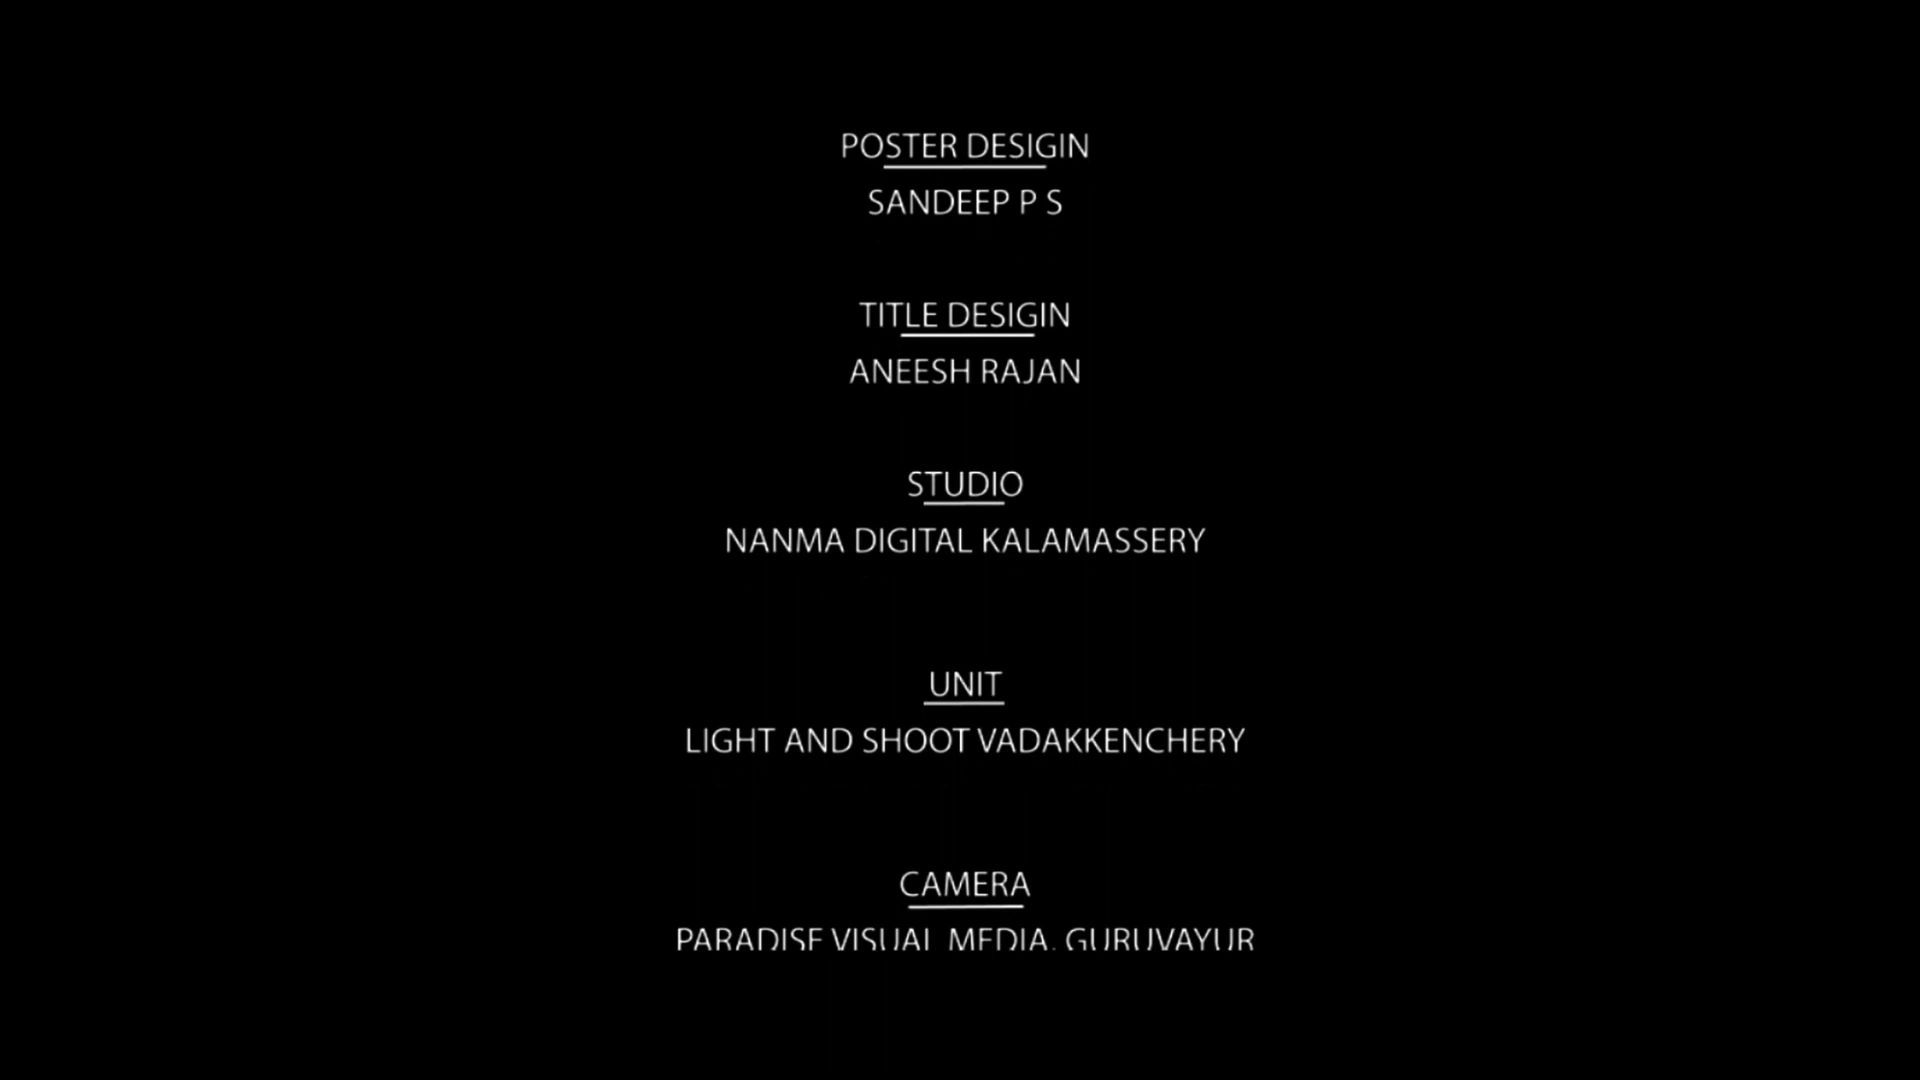 POSTER DESIGIN
SANDEEP P S
TITLE DESIGIN
ANEESH RAJAN
STUDIO
NANMA DIGITAL KALAMASSERY
UNIT
LIGHT AND SHOOT VADAKKENCHERY
CAMERA
PARADISE VISUAL MEDIA, GURUVAYUR